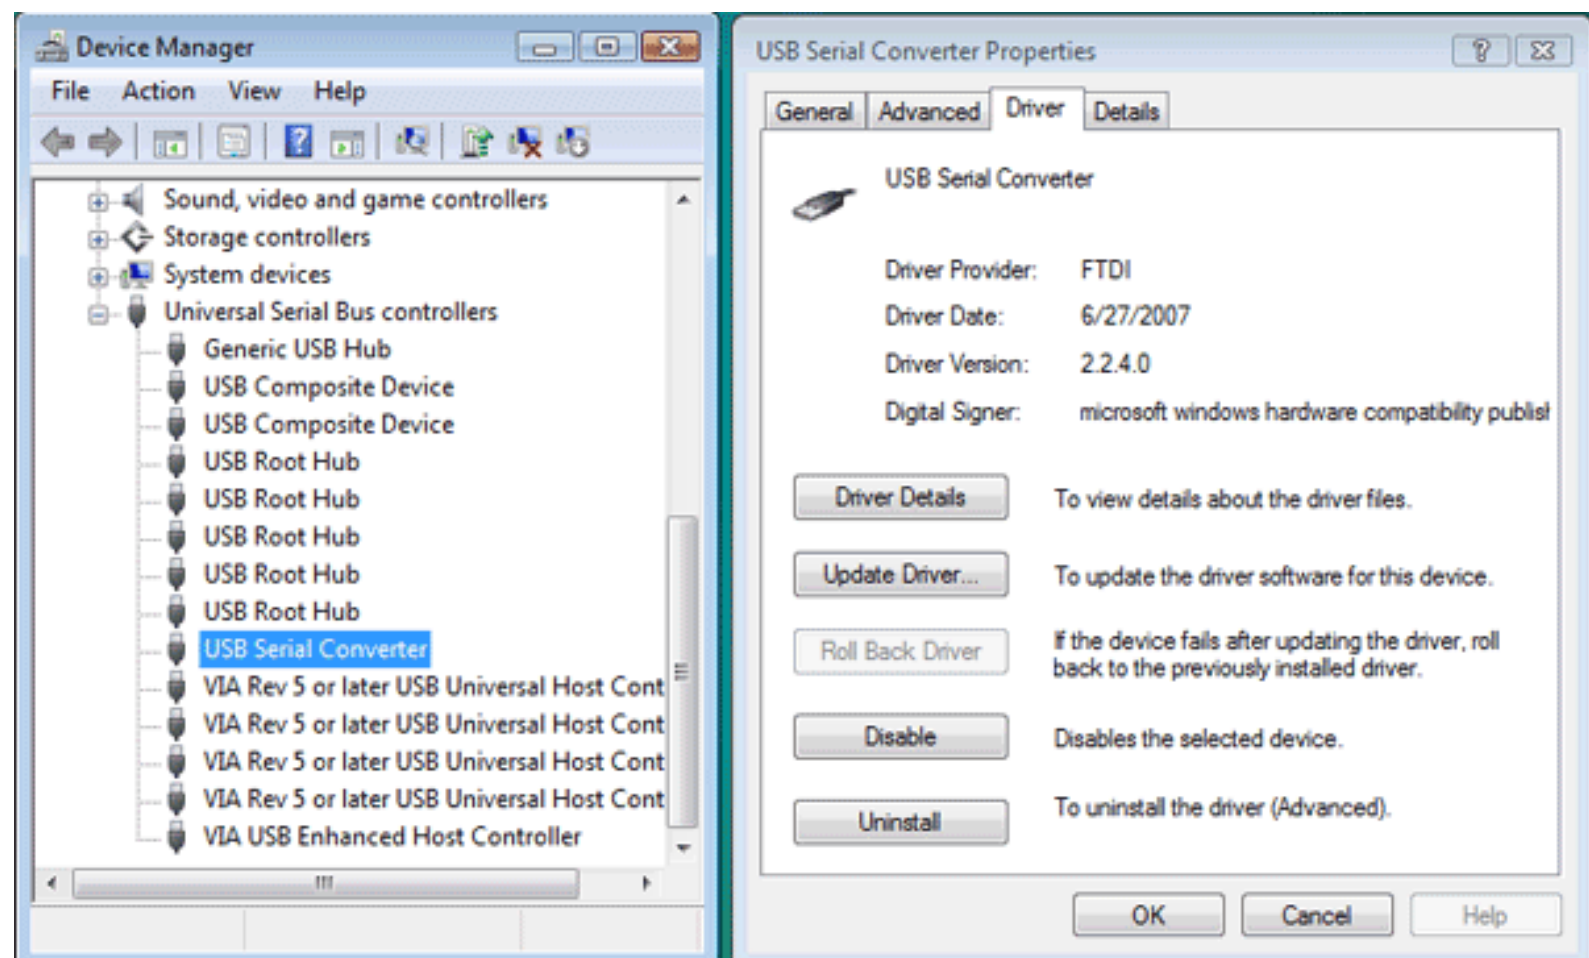 Device Manager
File Action View Help
Sound, video and game controllers
Storage controllers
System devices
Universal Serial Bus controllers
Generic USB Hub
USB Composite Device
USB Composite Device
USB Root Hub
USB Root Hub
USB Root Hub
USB Root Hub
USB Root Hub
USB Serial Converter
VIA Rev 5 or later USB Universal Host Cont
VIA Rev 5 or later USB Universal Host Cont
VIA Rev 5 or later USB Universal Host Cont
VIA Rev 5 or later USB Universal Host Cont
VIA USB Enhanced Host Controller
USB Serial Converter Properties
General Advanced Driver Details
USB Serial Converter
Driver Provider: FTDI
Driver Date: 6/27/2007
Driver Version: 2.2.4.0
Digital Signer: microsoft windows hardware compatibility publish
Driver Details To view details about the driver files.
Update Driver... To update the driver software for this device.
Roll Back Driver If the device fails after updating the driver, roll
back to the previously installed driver.
Disable Disables the selected device.
Uninstall To uninstall the driver (Advanced).
OK Cancel Help